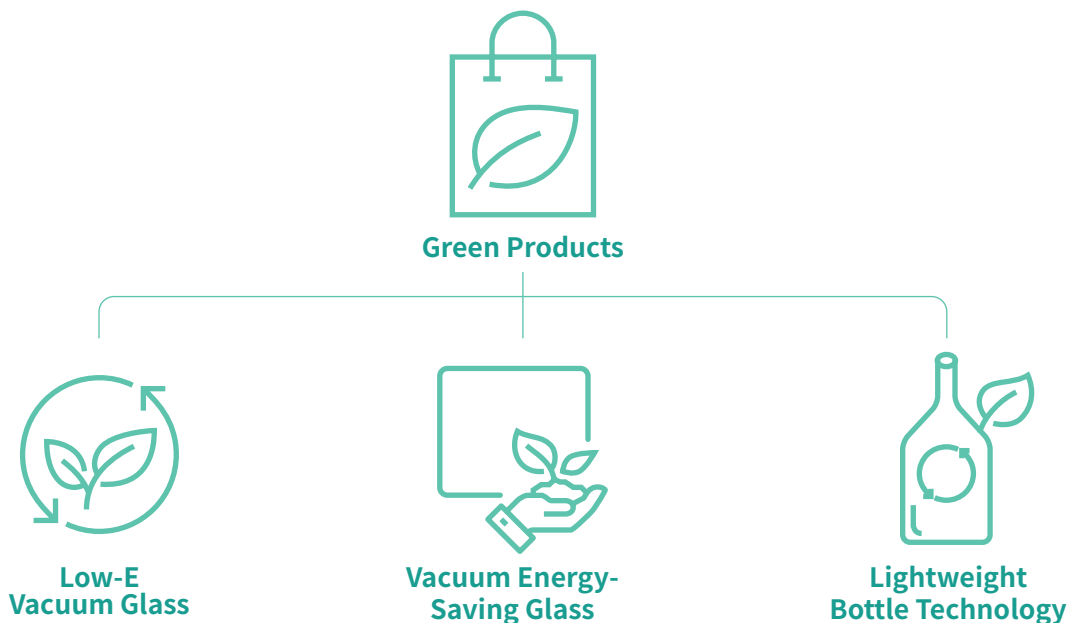 Green Products
Low-E
Vacuum Glass
Vacuum Energy-
Saving Glass
Lightweight
Bottle Technology